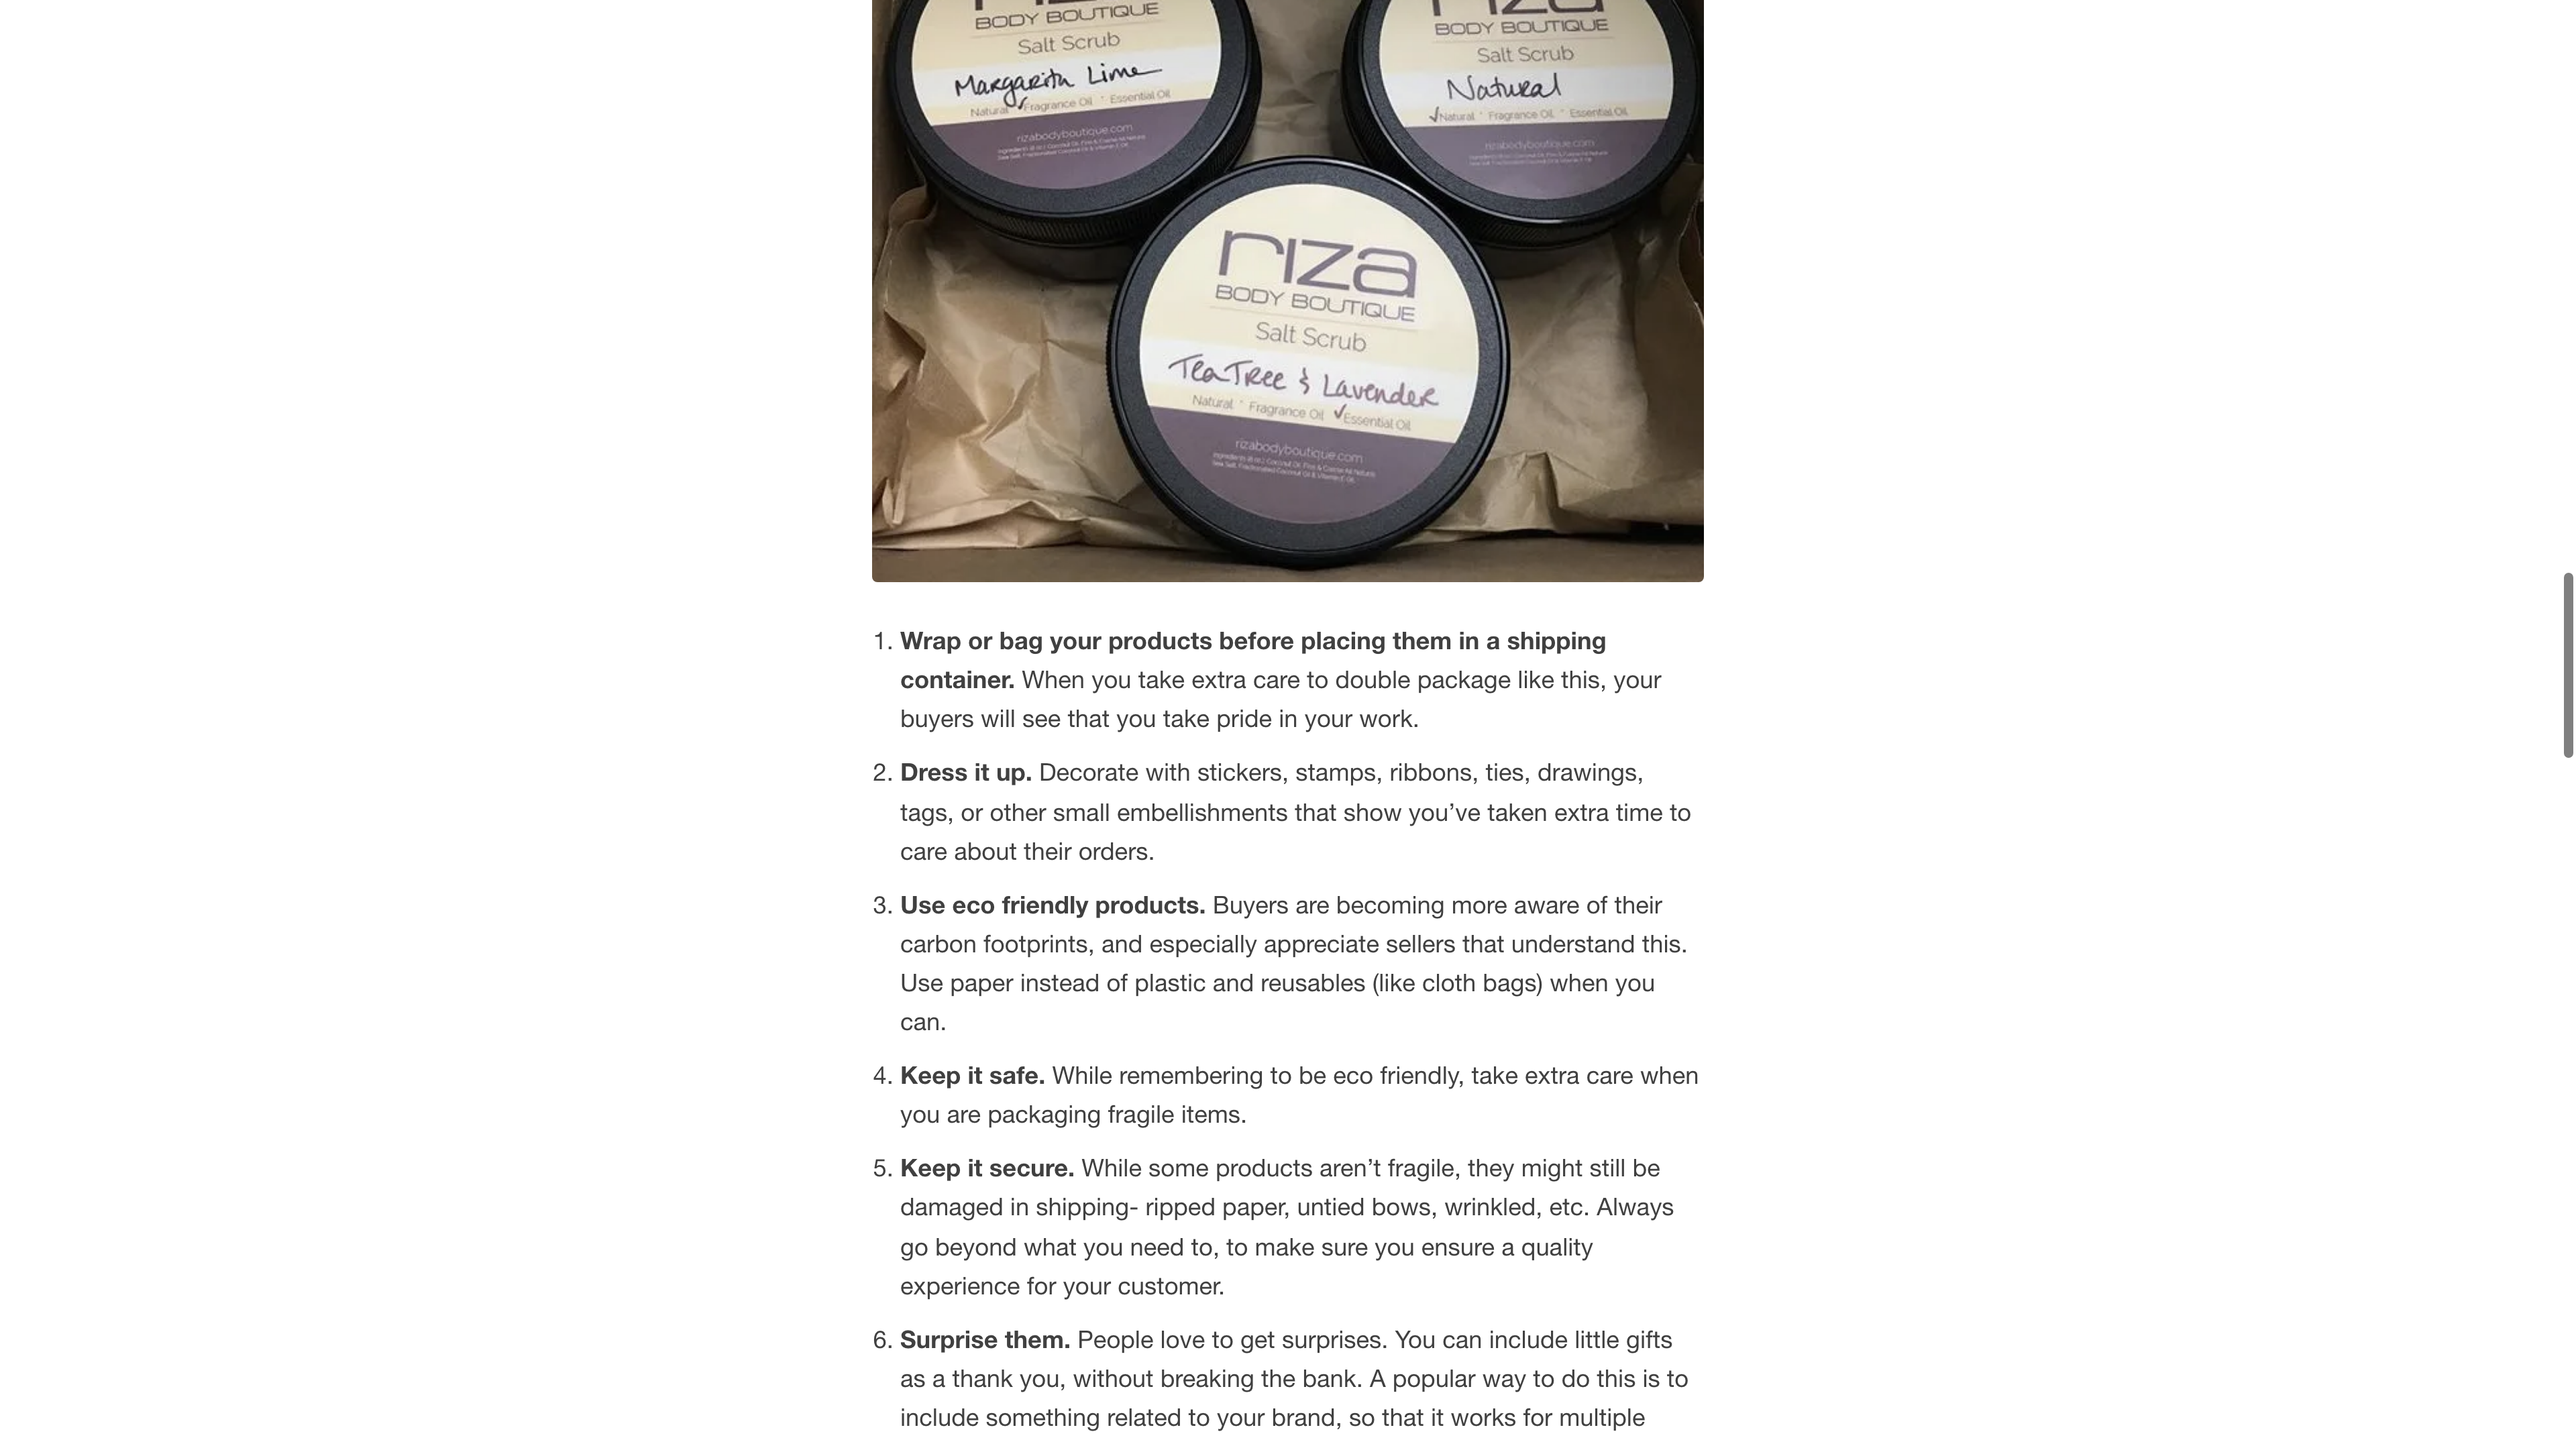 BODY BOUTIQUE
Salt Scrub
Margarita Lime
Natural ✓Fragrance Oil * Essential Oil
rizabodyboutique.com
BODY BOUTIQUE
Salt Scrub
Natural
✓Natural * Fragrance Oil * Essential Oil
rizabodyboutique.com
riza
BODY BOUTIQUE
Salt Scrub
Tea Tree & Lavender
Natural * Fragrance Oil ✓Essential Oil
rizabodyboutique.com
Sea Salt, Fractionated Coconut Oil & Vitamin E Oil
1. Wrap or bag your products before placing them in a shipping
container. When you take extra care to double package like this, your
buyers will see that you take pride in your work.
2. Dress it up. Decorate with stickers, stamps, ribbons, ties, drawings,
tags, or other small embellishments that show you’ve taken extra time to
care about their orders.
3. Use eco friendly products. Buyers are becoming more aware of their
carbon footprints, and especially appreciate sellers that understand this.
Use paper instead of plastic and reusables (like cloth bags) when you
can.
4. Keep it safe. While remembering to be eco friendly, take extra care when
you are packaging fragile items.
5. Keep it secure. While some products aren’t fragile, they might still be
damaged in shipping- ripped paper, untied bows, wrinkled, etc. Always
go beyond what you need to, to make sure you ensure a quality
experience for your customer.
6. Surprise them. People love to get surprises. You can include little gifts
as a thank you, without breaking the bank. A popular way to do this is to
include something related to your brand, so that it works for multiple